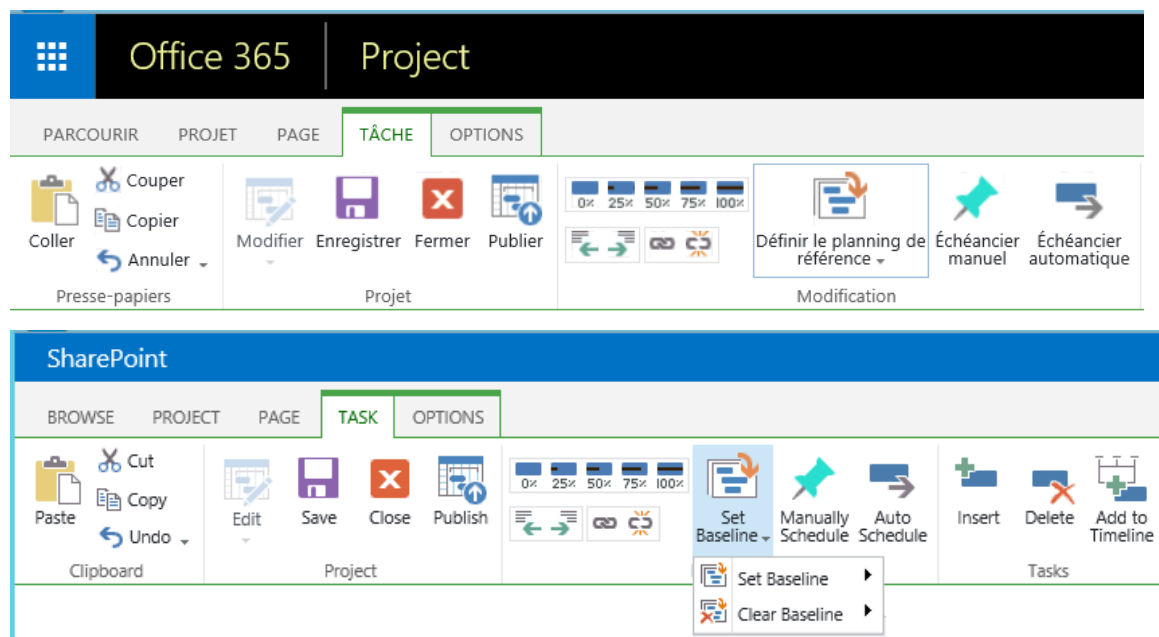 Office 365 Project
PARCOURIR PROJET PAGE TÂCHE OPTIONS
Coller
Couper
Copier
Annuler
Presse-papiers
Modifier Enregistrer Fermer Publier
Projet
0% 25% 50% 75% 100%
Définir le planning de
référence
Échéancier
manuel
Échéancier
automatique
Modification
SharePoint
BROWSE PROJECT PAGE TASK OPTIONS
Paste
Cut
Copy
Undo
Clipboard
Edit Save Close Publish
Project
0% 25% 50% 75% 100%
Set
Baseline
Manually
Schedule
Auto
Schedule
Set Baseline
Clear Baseline
Insert Delete
Add to
Timeline
Tasks